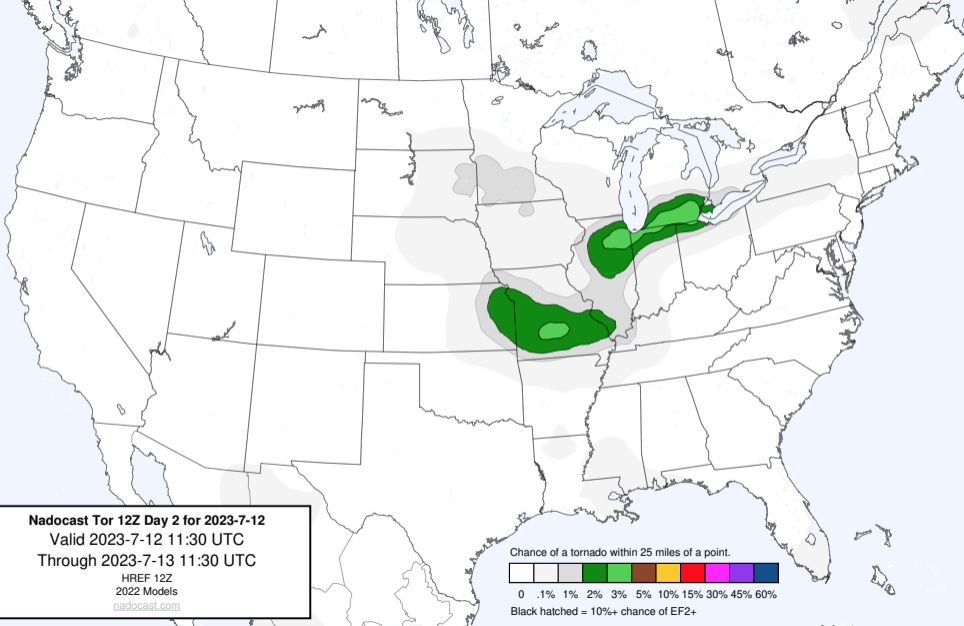 Nadocast Tor 12Z Day 2 for 2023-7-12
Valid 2023-7-12 11:30 UTC
Through 2023-7-13 11:30 UTC
HREF 12Z
2022 Models
nadocast.com
Chance of a tornado within 25 miles of a point.
0 .1% 1% 2% 3% 5% 10% 15% 30% 45% 60%
Black hatched = 10%+ chance of EF2+